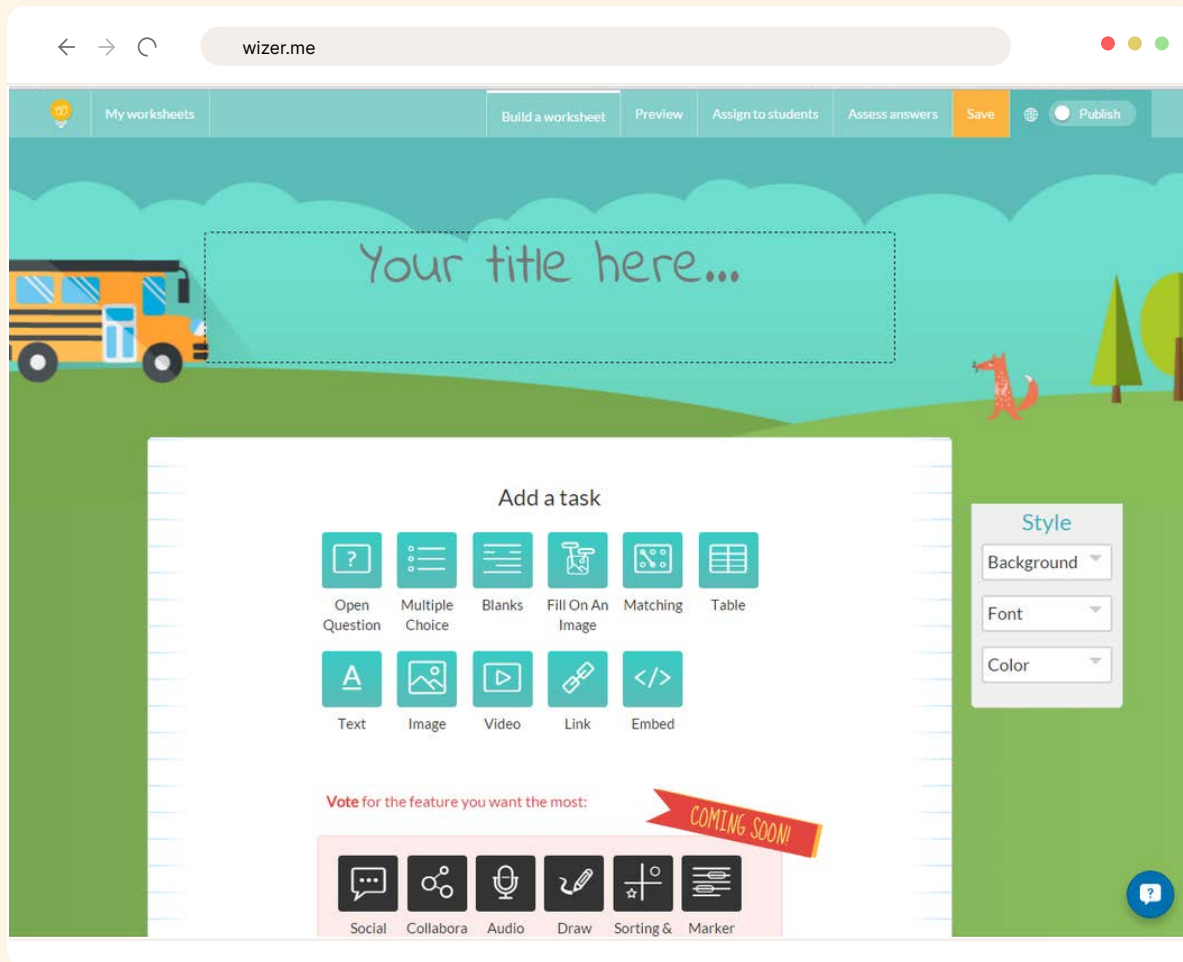 wizer.me
My worksheets
Build a worksheet
Preview
Assign to students
Assess answers
Save
Publish
Your title here...
Add a task
Open Question
Multiple Choice
Blanks
Fill On An Image
Matching
Table
Text
Image
Video
Link
Embed
Style
Background
Font
Color
Vote for the feature you want the most:
COMING SOON!
Social
Collabora
Audio
Draw
Sorting &
Marker